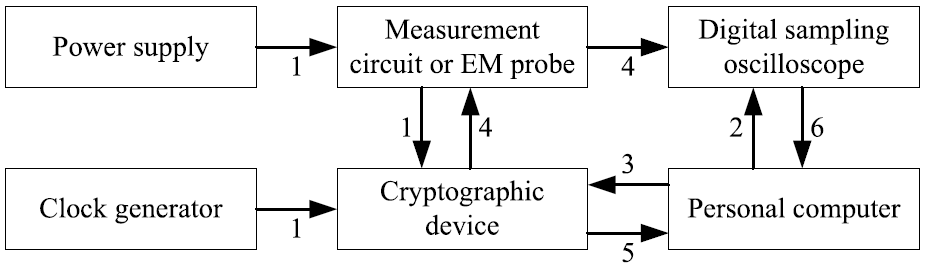 Power supply
1
Measurement
circuit or EM probe
4
Digital sampling
oscilloscope
1
4
2
6
Clock generator
1
Cryptographic
device
3
5
Personal computer